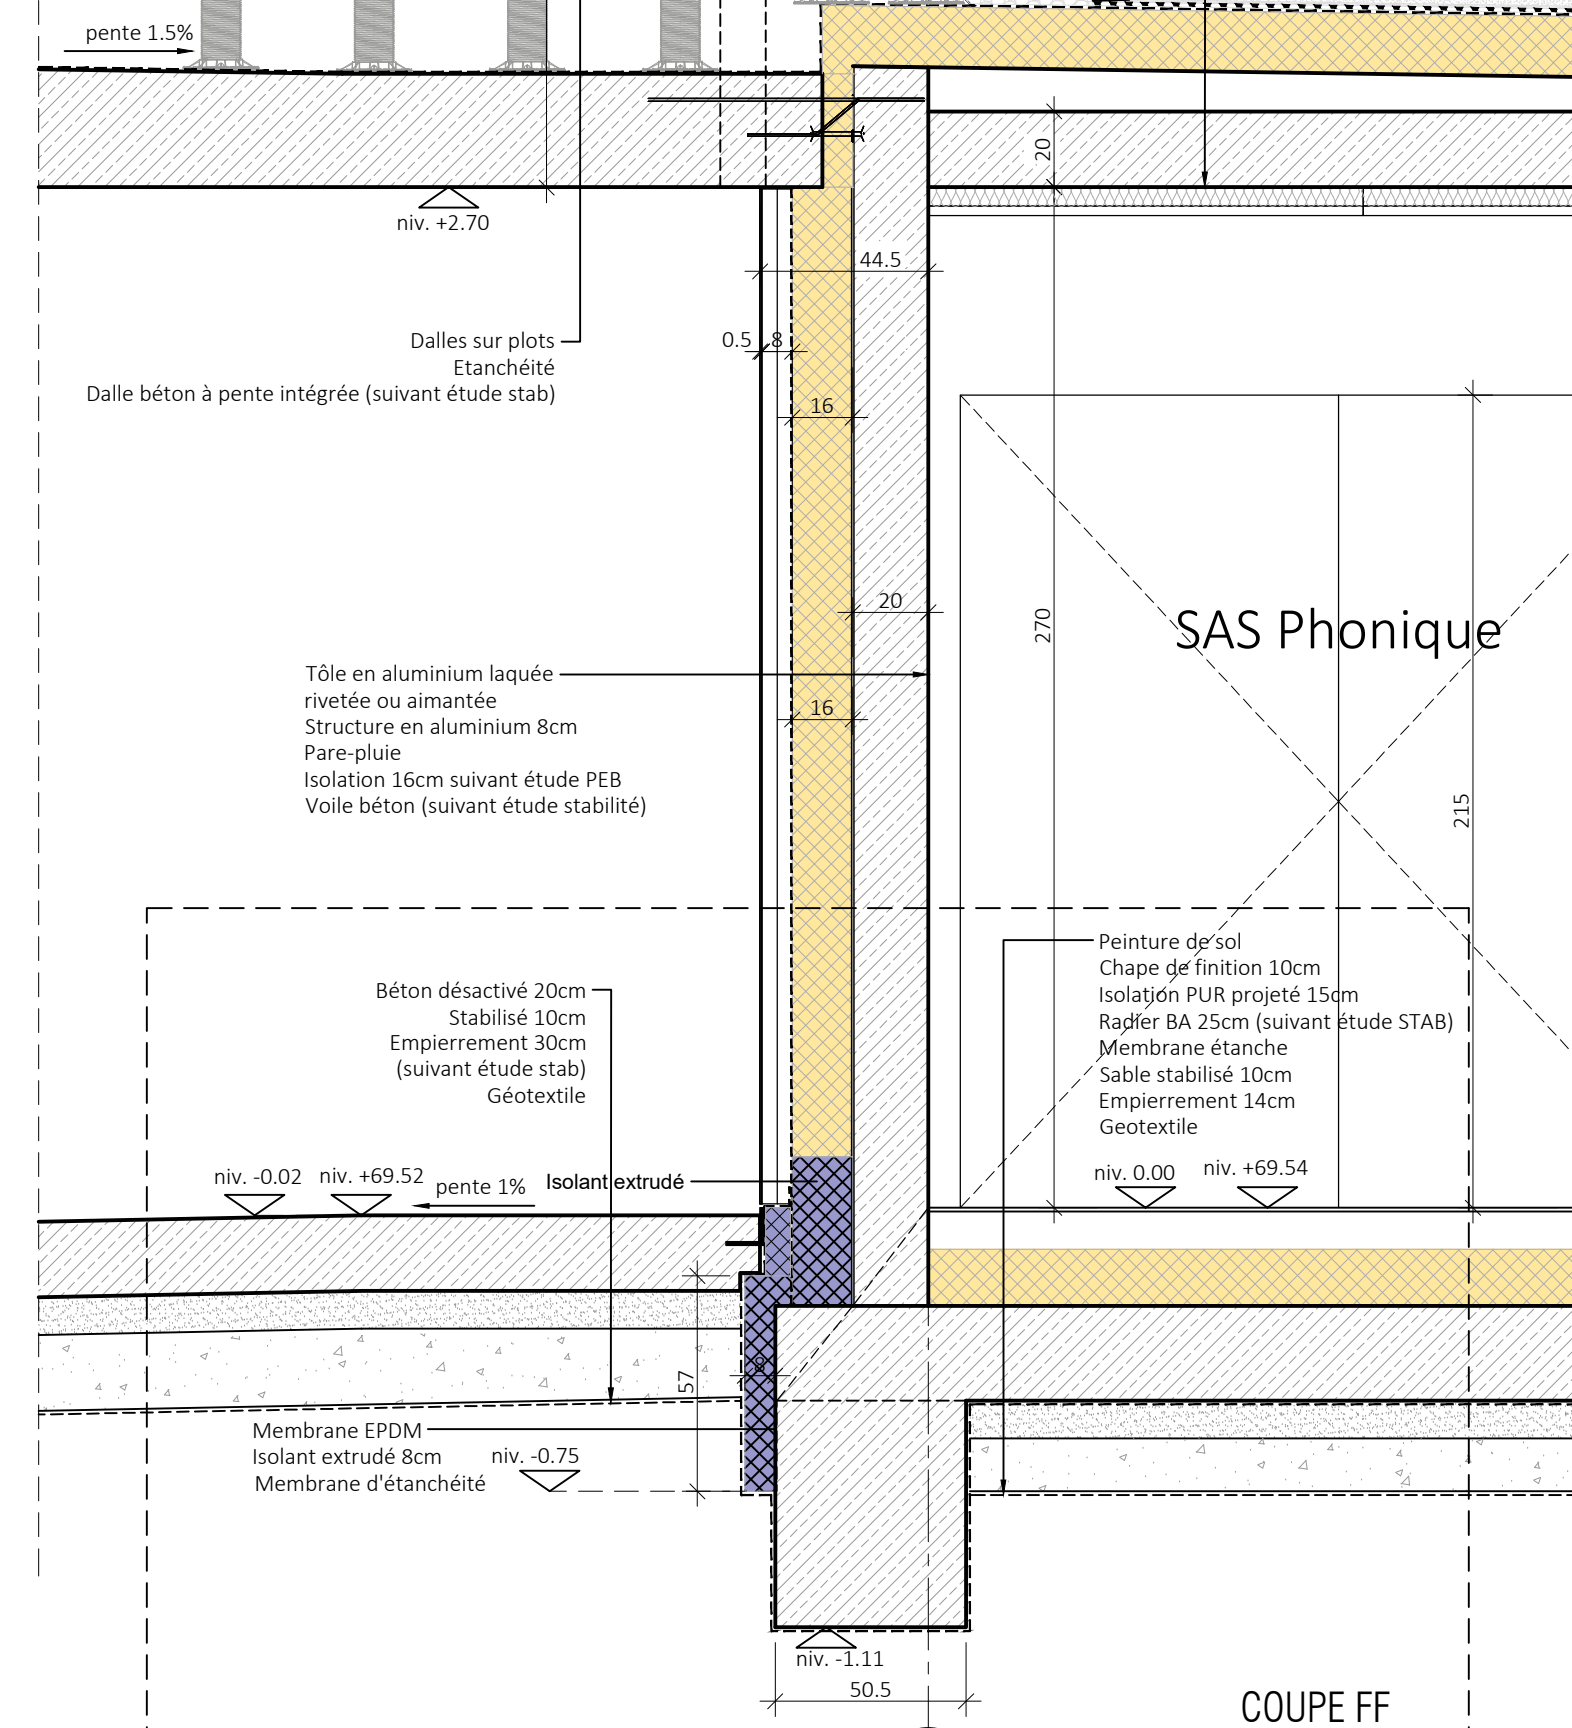 pente 1.5%
20
niv. +2.70
44.5
Dalles sur plots
Etanchéité
Dalle béton à pente intégrée (suivant étude stab)
0.5
8
16
20
270
SAS Phonique
Tôle en aluminium laquée
rivetée ou aimantée
Structure en aluminium 8cm
Pare-pluie
Isolation 16cm suivant étude PEB
Voile béton (suivant étude stabilité)
16
215
Peinture de sol
Chape de finition 10cm
Isolation PUR projeté 15cm
Radier BA 25cm (suivant étude STAB)
Membrane étanche
Sable stabilisé 10cm
Empierrement 14cm
Geotextile
Béton désactivé 20cm
Stabilisé 10cm
Empierrement 30cm
(suivant étude stab)
Géotextile
niv. -0.02
niv. +69.52
pente 1%
Isolant extrudé
niv. 0.00
niv. +69.54
57
8
Membrane EPDM
Isolant extrudé 8cm
Membrane d'étanchéité
niv. -0.75
niv. -1.11
50.5
COUPE FF